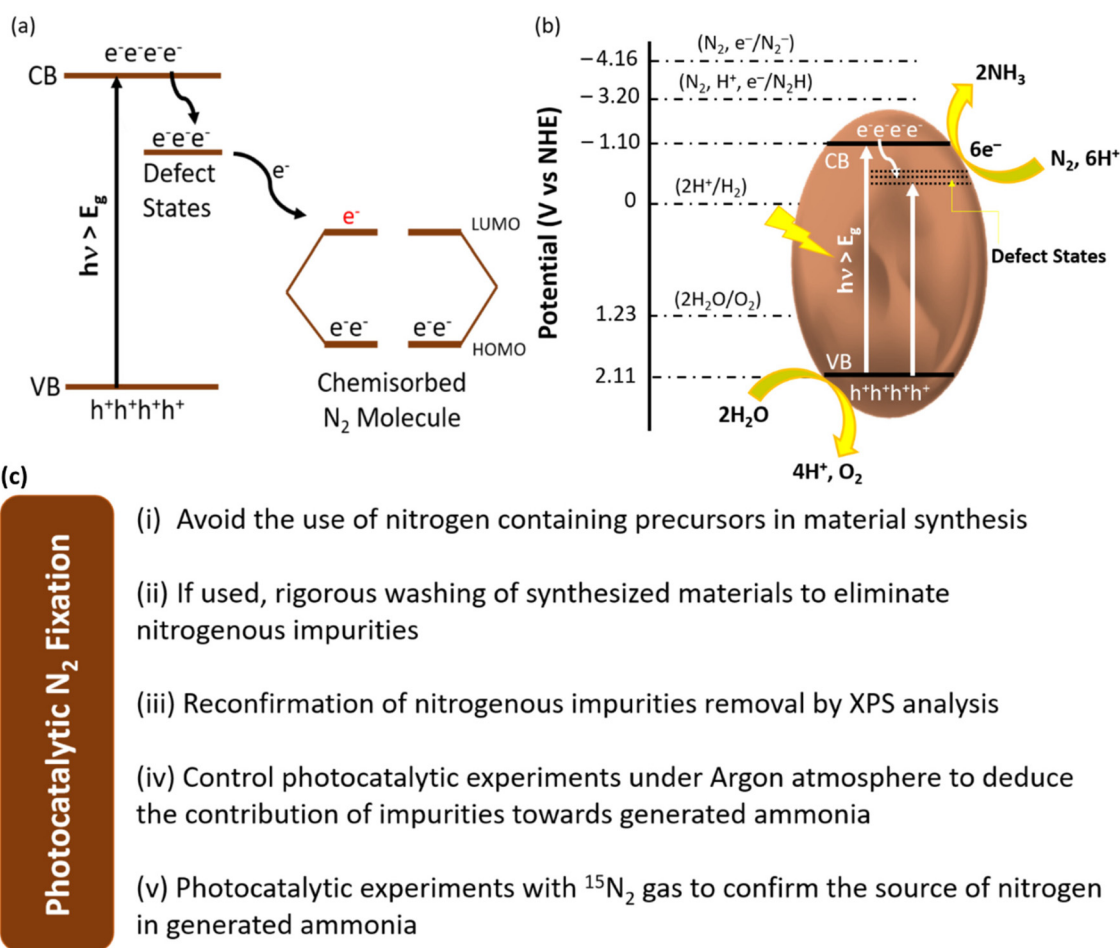 (a)
e⁻e⁻e⁻e⁻
CB
e⁻e⁻e⁻
Defect
States
e⁻
hν > E_g
e⁻
LUMO
e⁻e⁻ e⁻e⁻
HOMO
VB
h⁺h⁺h⁺h⁺
Chemisorbed
N₂ Molecule
(b)
Potential (V vs NHE)
−4.16
(N₂, e⁻/N₂⁻)
−3.20
(N₂, H⁺, e⁻/N₂H)
−1.10
0
(2H⁺/H₂)
1.23
(2H₂O/O₂)
2.11
2NH₃
e⁻e⁻e⁻e⁻
6e⁻
N₂, 6H⁺
CB
Defect States
hν > E_g
VB
h⁺h⁺h⁺h⁺
2H₂O
4H⁺, O₂
(c)
Photocatalytic N₂ Fixation
(i) Avoid the use of nitrogen containing precursors in material synthesis
(ii) If used, rigorous washing of synthesized materials to eliminate
nitrogenous impurities
(iii) Reconfirmation of nitrogenous impurities removal by XPS analysis
(iv) Control photocatalytic experiments under Argon atmosphere to deduce
the contribution of impurities towards generated ammonia
(v) Photocatalytic experiments with ¹⁵N₂ gas to confirm the source of nitrogen
in generated ammonia